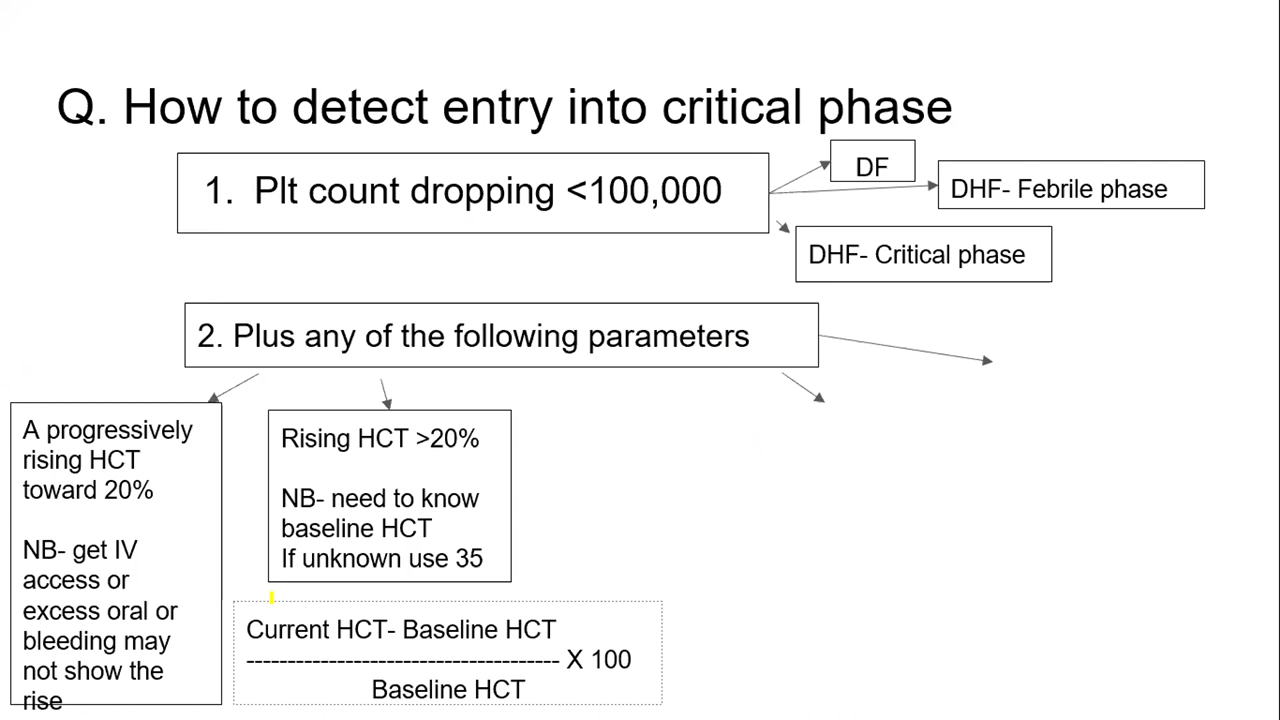 Q. How to detect entry into critical phase
1. Plt count dropping <100,000
DF
DHF- Febrile phase
DHF- Critical phase
2. Plus any of the following parameters
A progressively
rising HCT
toward 20%
NB- get IV
access or
excess oral or
bleeding may
not show the
rise
Rising HCT >20%
NB- need to know
baseline HCT
If unknown use 35
Current HCT- Baseline HCT
-------------------------------------- X 100
Baseline HCT